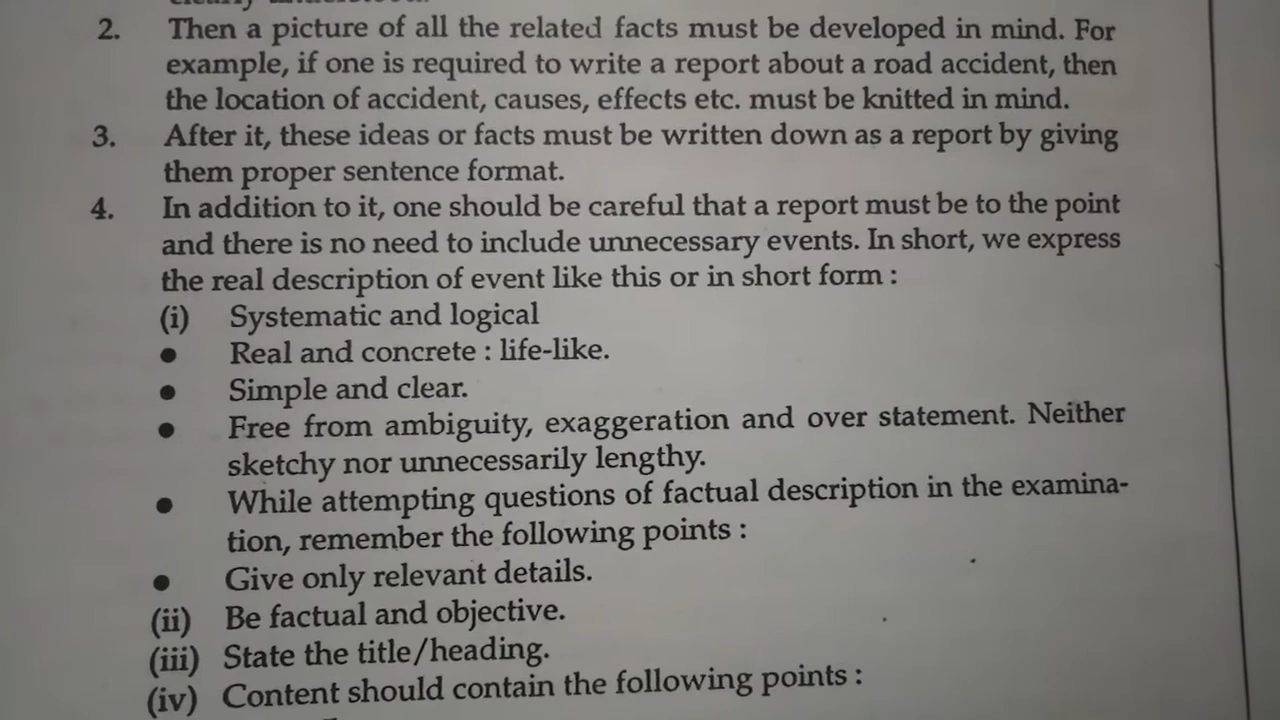 2. Then a picture of all the related facts must be developed in mind. For
example, if one is required to write a report about a road accident, then
the location of accident, causes, effects etc. must be knitted in mind.
3. After it, these ideas or facts must be written down as a report by giving
them proper sentence format.
4. In addition to it, one should be careful that a report must be to the point
and there is no need to include unnecessary events. In short, we express
the real description of event like this or in short form :
(i) Systematic and logical
● Real and concrete : life-like.
● Simple and clear.
● Free from ambiguity, exaggeration and over statement. Neither
sketchy nor unnecessarily lengthy.
● While attempting questions of factual description in the examina-
tion, remember the following points :
● Give only relevant details.
(ii) Be factual and objective.
(iii) State the title/heading.
(iv) Content should contain the following points :